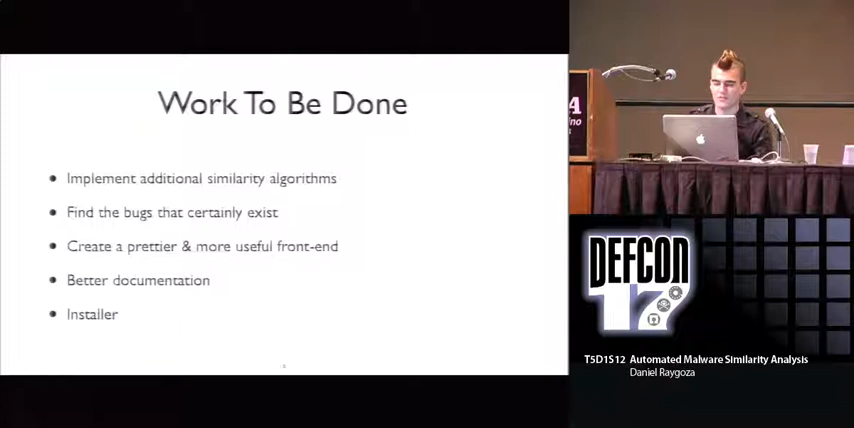 Work To Be Done
Implement additional similarity algorithms
Find the bugs that certainly exist
Create a prettier & more useful front-end
Better documentation
Installer
A
DEFCON
17
T5D1S12 Automated Malware Similarity Analysis
Daniel Raygoza